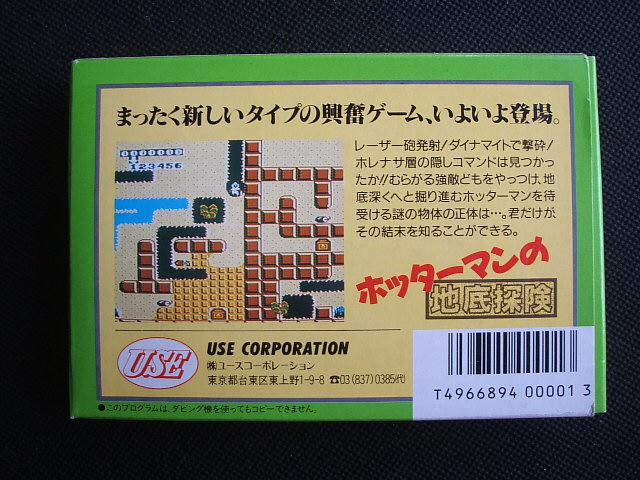 まったく新しいタイプの興奮ゲーム、いよいよ登場。
123456
レーザー砲発射!ダイナマイトで撃砕!
ホレナサ層の隠しコマンドは見つかっ
たか!!むらがる強敵どもをやっつけ、地
底深くへと掘り進むホッターマンを待
受ける謎の物体の正体は…。君だけが
その結末を知ることができる。
ホッターマンの
地底探険
USE
USE CORPORATION
㈱ユースコーポレーション
東京都台東区東上野1-9-8 ☎03(837)0385㈹
T4966894 00001 3
●このプログラムは、ダビング機を使ってもコピーできません。